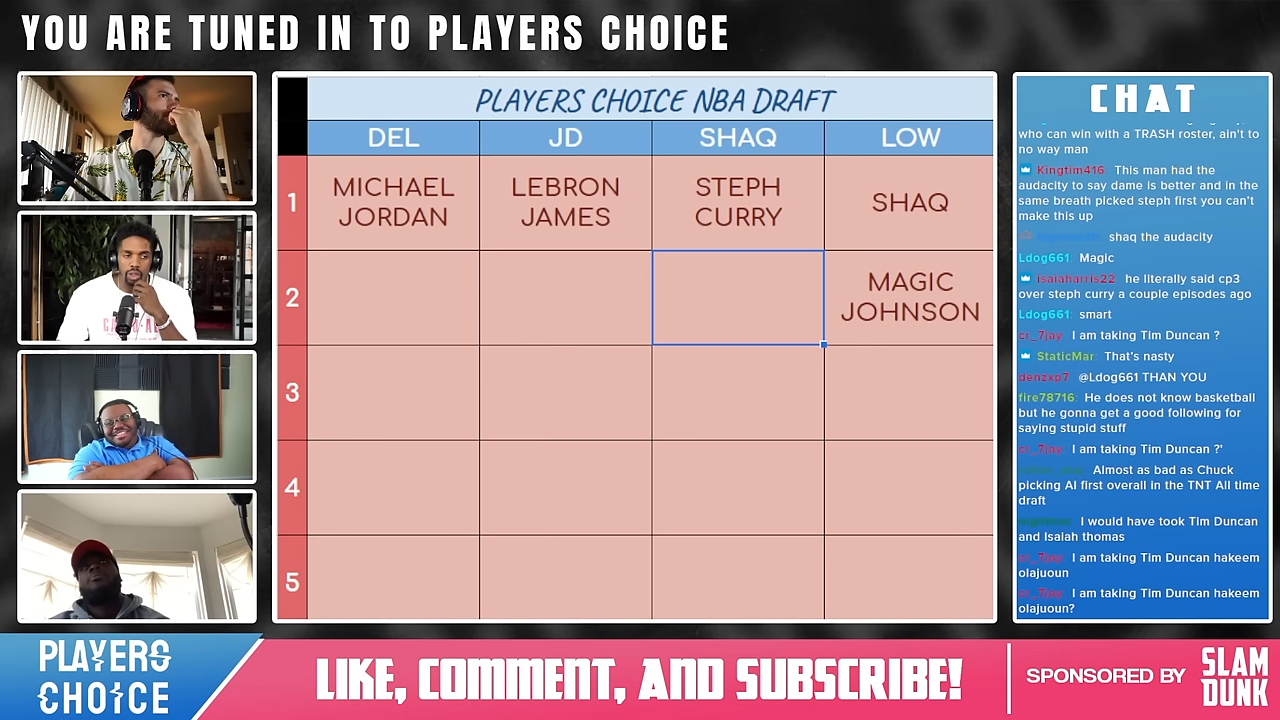 YOU ARE TUNED IN TO PLAYERS CHOICE
PLAYERS CHOICE NBA DRAFT
DEL JD SHAQ LOW
1 MICHAEL JORDAN LEBRON JAMES STEPH CURRY SHAQ
2 MAGIC JOHNSON
3
4
5
CHAT
who can win with a TRASH roster, ain't to
no way man
Kingtim416: This man had the
audacity to say dame is better and in the
same breath picked steph first you can't
make this up
shaq the audacity
Ldog661: Magic
isaiaharris22: he literally said cp3
over steph curry a couple episodes ago
Ldog661: smart
cr_7jay: I am taking Tim Duncan ?
StaticMar: That's nasty
denzxp7: @Ldog661 THAN YOU
fire78716: He does not know basketball
but he gonna get a good following for
saying stupid stuff
cr_7jay: I am taking Tim Duncan ?'
Almost as bad as Chuck
picking AI first overall in the TNT All time
draft
I would have took Tim Duncan
and Isaiah thomas
cr_7jay: I am taking Tim Duncan hakeem
olajuoun
cr_7jay: I am taking Tim Duncan hakeem
olajuoun?
PLAYERS
CHOICE
LIKE, COMMENT, AND SUBSCRIBE!
SPONSORED BY
SLAM
DUNK